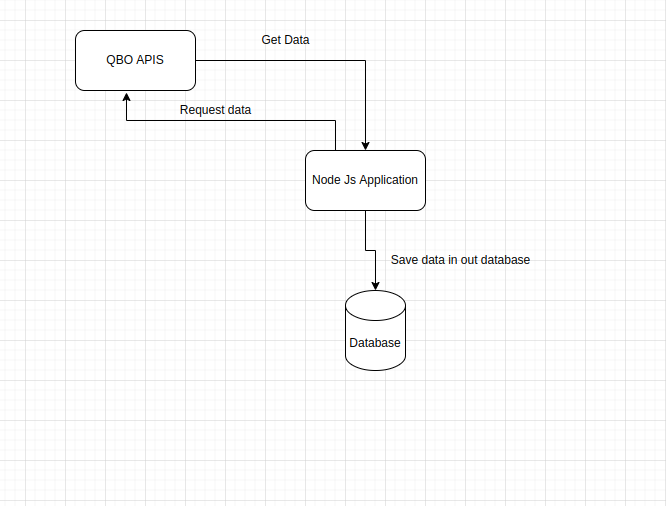 Get Data
QBO APIS
Request data
Node Js Application
Save data in out database
Database